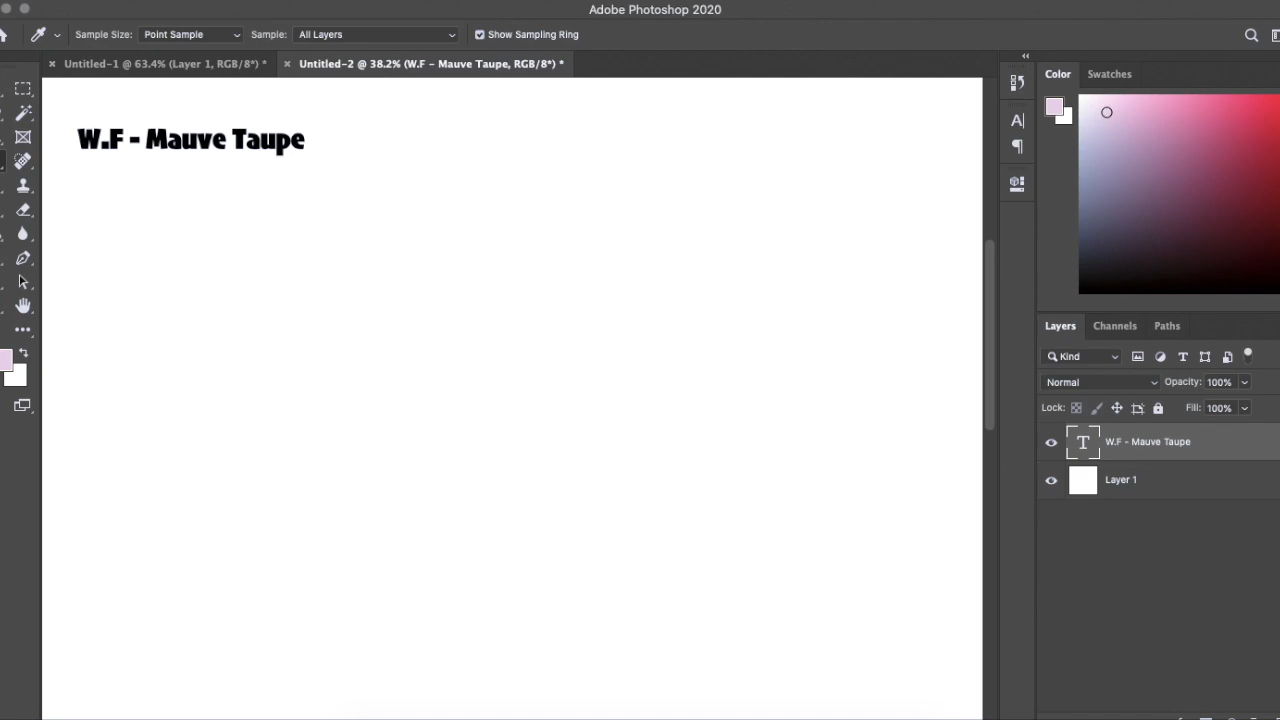 Adobe Photoshop 2020
Sample Size: Point Sample Sample: All Layers Show Sampling Ring
Untitled-1 @ 63.4% (Layer 1, RGB/8*) * Untitled-2 @ 38.2% (W.F - Mauve Taupe, RGB/8*) *
Color Swatches
W.F - Mauve Taupe
Layers Channels Paths
Kind
Normal Opacity: 100%
Lock: Fill: 100%
W.F - Mauve Taupe
Layer 1